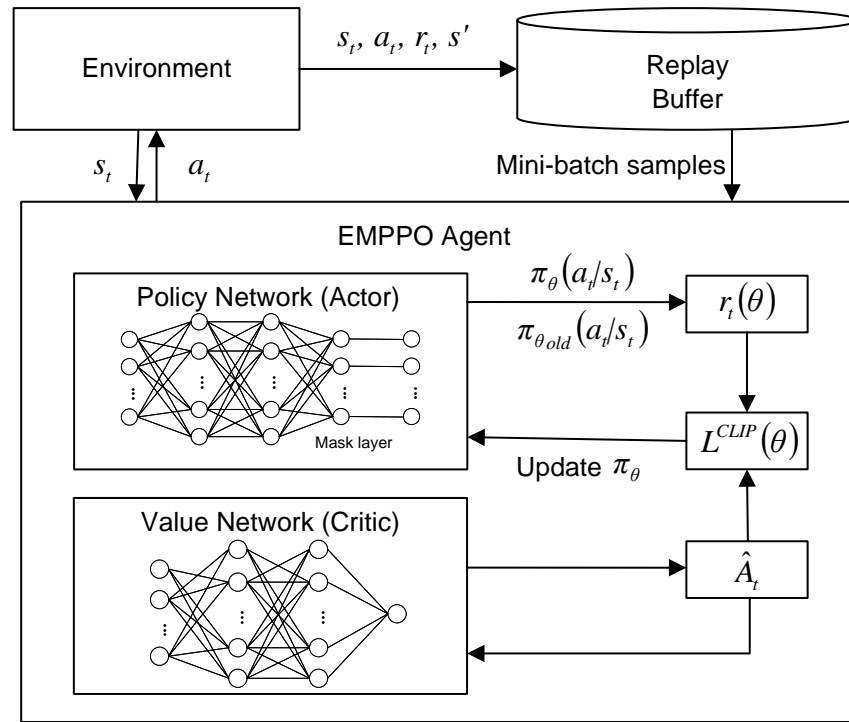 Environment
s_t, a_t, r_t, s'
Replay
Buffer
s_t
a_t
Mini-batch samples
EMPPO Agent
Policy Network (Actor)
Mask layer
π_θ(a_t/s_t)
π_θold(a_t/s_t)
r_t(θ)
L^CLIP(θ)
Update π_θ
Value Network (Critic)
Â_t